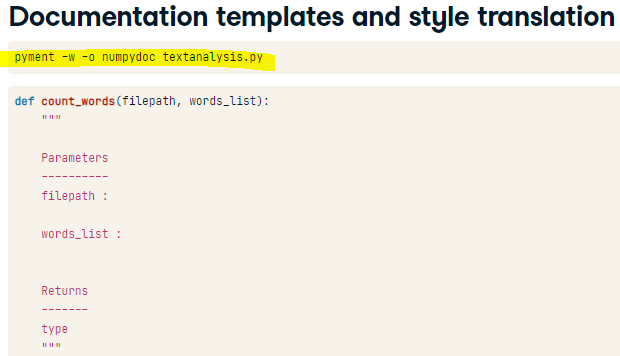 Documentation templates and style translation
pyment -w -o numpydoc textanalysis.py
def count_words(filepath, words_list):
    """
    Parameters
    ----------
    filepath :
    words_list :
    Returns
    -------
    type
    """